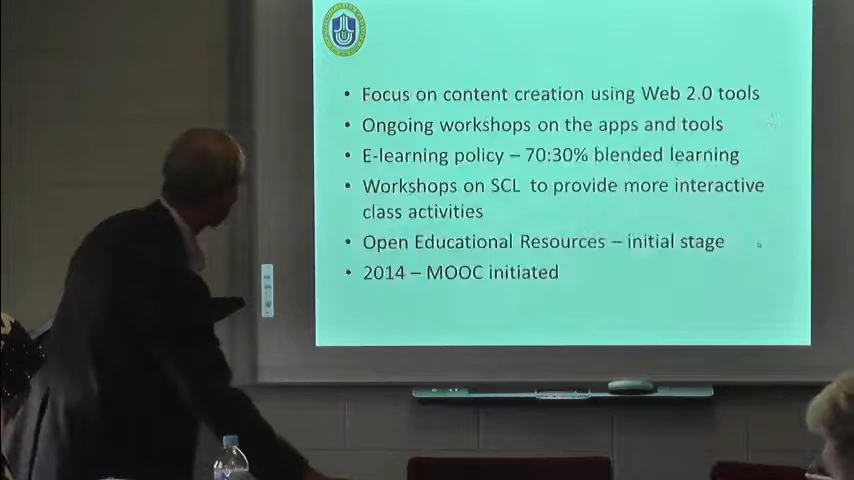 • Focus on content creation using Web 2.0 tools
• Ongoing workshops on the apps and tools
• E-learning policy – 70:30% blended learning
• Workshops on SCL to provide more interactive
class activities
• Open Educational Resources – initial stage
• 2014 – MOOC initiated